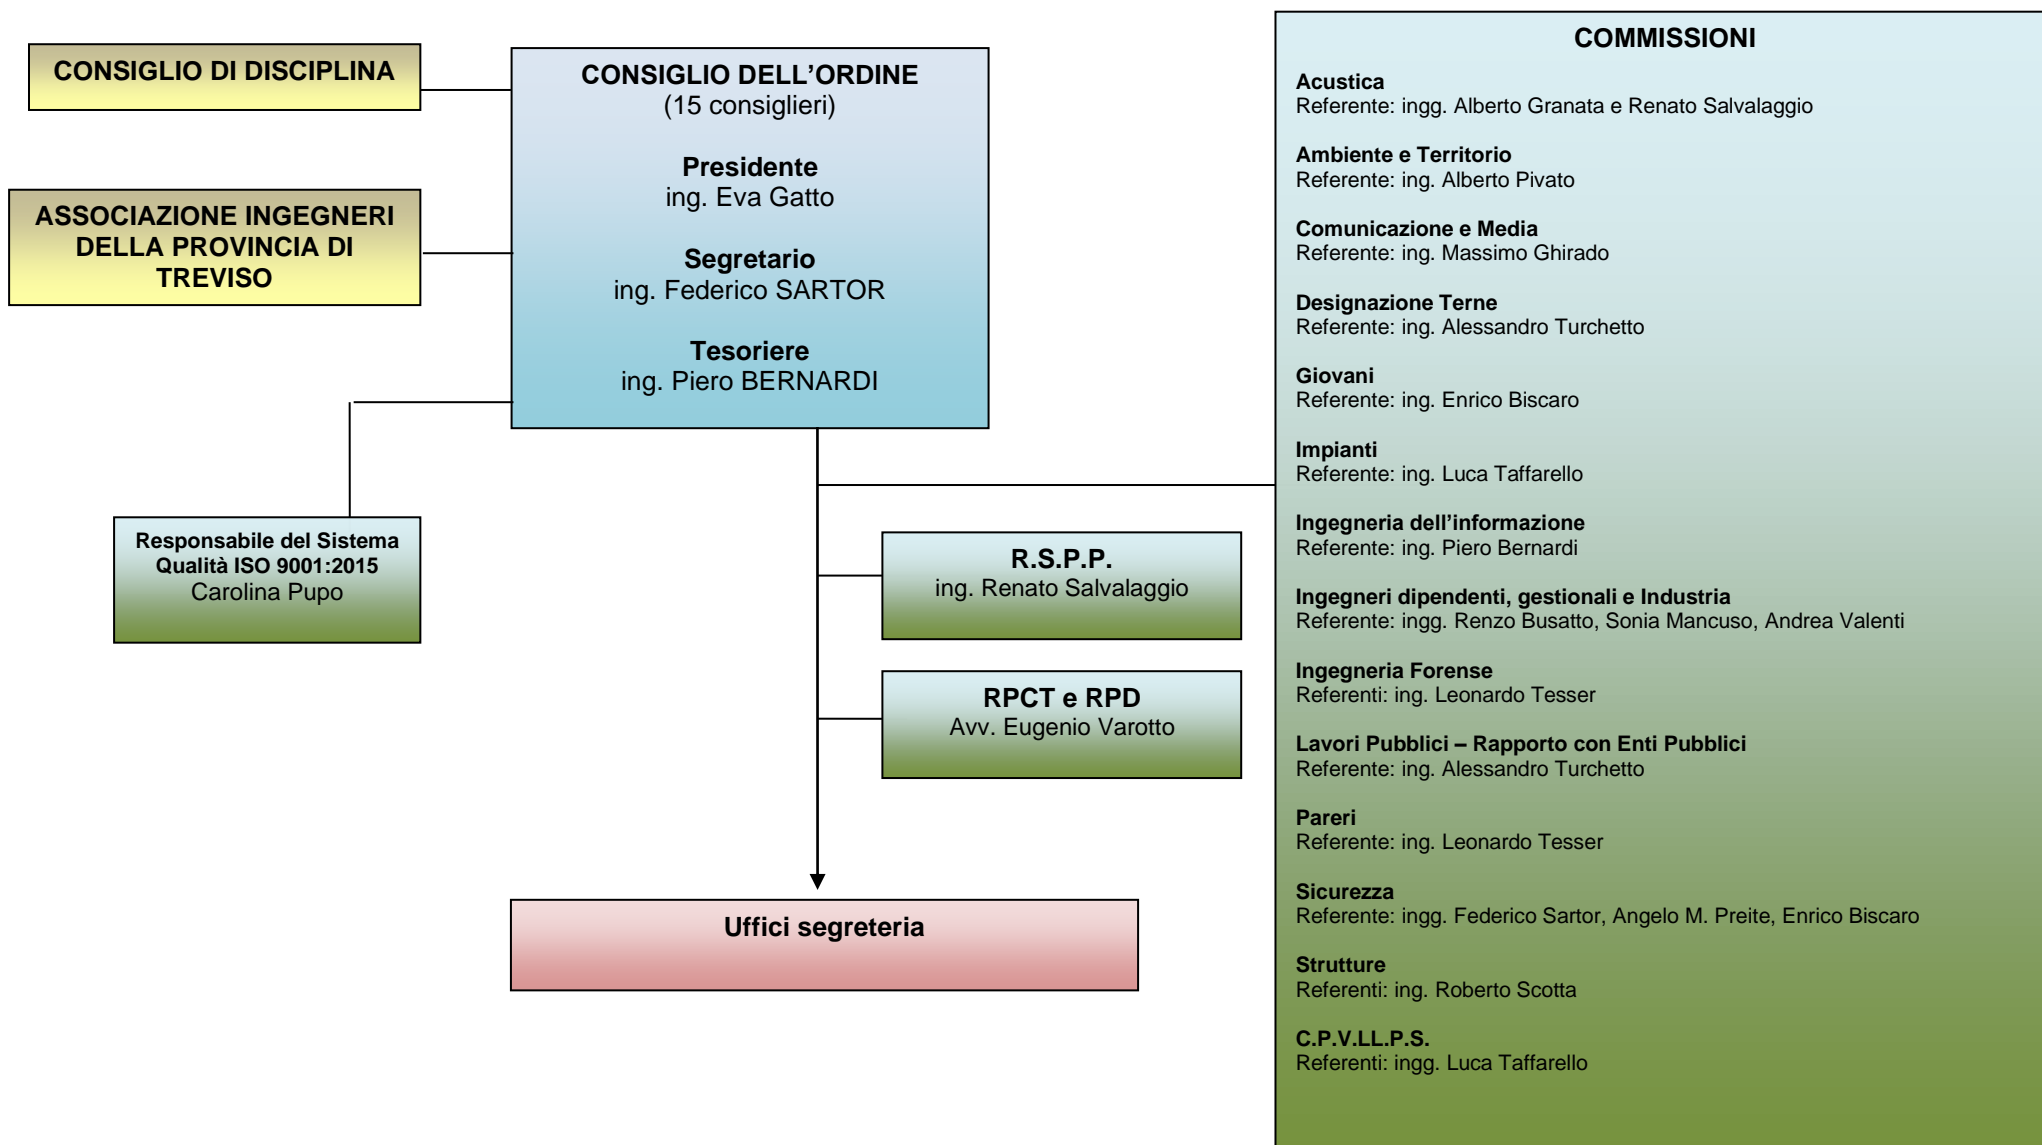 CONSIGLIO DI DISCIPLINA
ASSOCIAZIONE INGEGNERI
DELLA PROVINCIA DI
TREVISO
CONSIGLIO DELL’ORDINE
(15 consiglieri)
Presidente
ing. Eva Gatto
Segretario
ing. Federico SARTOR
Tesoriere
ing. Piero BERNARDI
Responsabile del Sistema
Qualità ISO 9001:2015
Carolina Pupo
R.S.P.P.
ing. Renato Salvalaggio
RPCT e RPD
Avv. Eugenio Varotto
Uffici segreteria
COMMISSIONI
Acustica
Referente: ingg. Alberto Granata e Renato Salvalaggio
Ambiente e Territorio
Referente: ing. Alberto Pivato
Comunicazione e Media
Referente: ing. Massimo Ghirado
Designazione Terne
Referente: ing. Alessandro Turchetto
Giovani
Referente: ing. Enrico Biscaro
Impianti
Referente: ing. Luca Taffarello
Ingegneria dell’informazione
Referente: ing. Piero Bernardi
Ingegneri dipendenti, gestionali e Industria
Referente: ingg. Renzo Busatto, Sonia Mancuso, Andrea Valenti
Ingegneria Forense
Referenti: ing. Leonardo Tesser
Lavori Pubblici – Rapporto con Enti Pubblici
Referente: ing. Alessandro Turchetto
Pareri
Referente: ing. Leonardo Tesser
Sicurezza
Referente: ingg. Federico Sartor, Angelo M. Preite, Enrico Biscaro
Strutture
Referenti: ing. Roberto Scotta
C.P.V.LL.P.S.
Referenti: ingg. Luca Taffarello